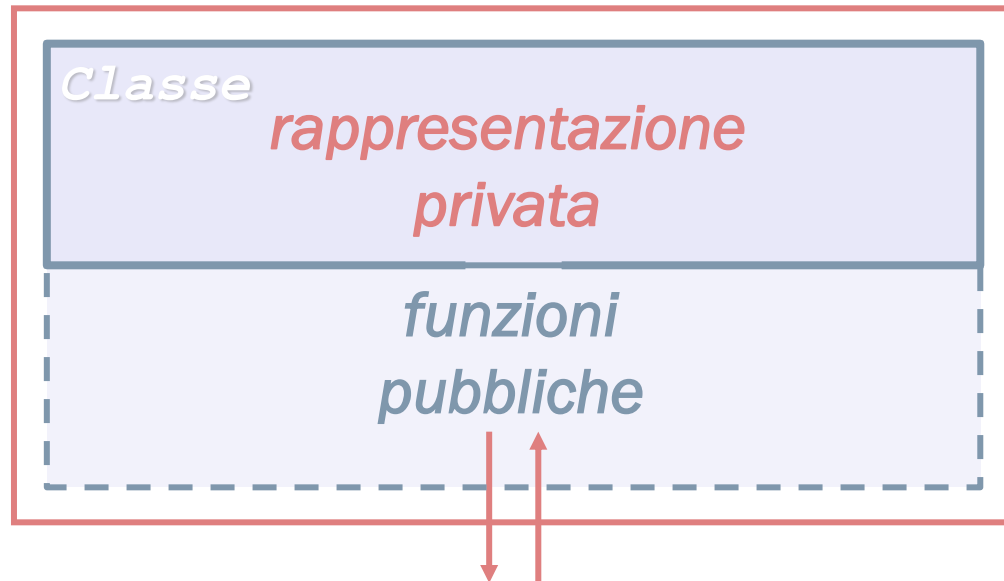 Classe
rappresentazione
privata
funzioni
pubbliche